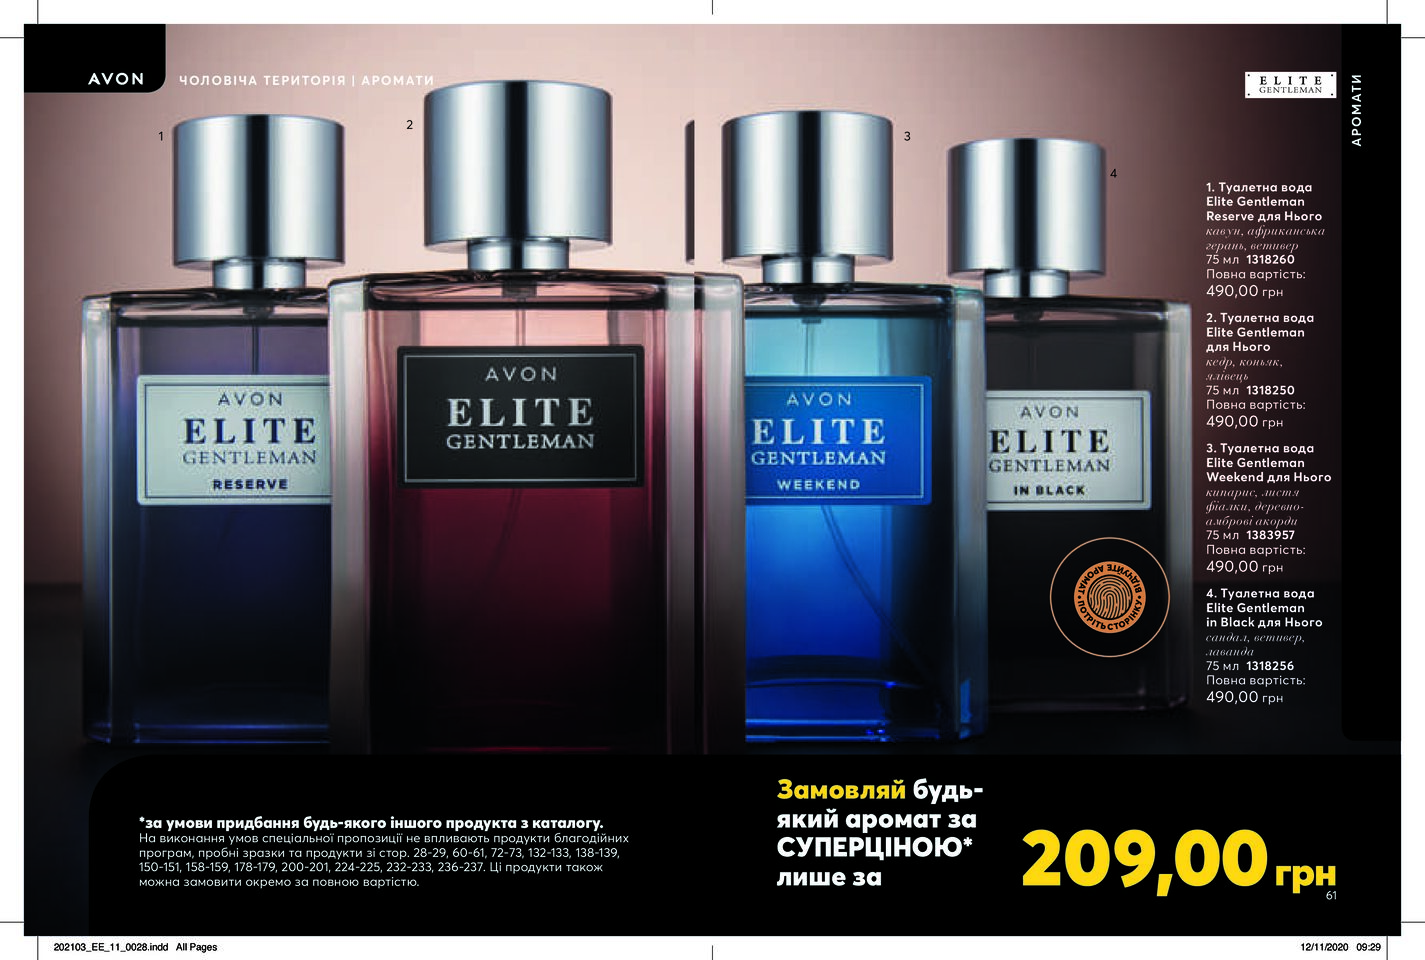 AVON
ЧОЛОВІЧА ТЕРИТОРІЯ | АРОМАТИ
ELITE
GENTLEMAN
АРОМАТИ
1
2
3
4
AVON
ELITE
GENTLEMAN
RESERVE
AVON
ELITE
GENTLEMAN
AVON
ELITE
GENTLEMAN
WEEKEND
AVON
ELITE
GENTLEMAN
IN BLACK
ВІДЧУЙТЕ АРОМАТ • ПОТРІТЬ СТОРІНКУ •
1. Туалетна вода
Elite Gentleman
Reserve для Нього
кавун, африканська
герань, ветивер
75 мл 1318260
Повна вартість:
490,00 грн
2. Туалетна вода
Elite Gentleman
для Нього
кедр, коньяк,
ялівець
75 мл 1318250
Повна вартість:
490,00 грн
3. Туалетна вода
Elite Gentleman
Weekend для Нього
кипарис, листя
фіалки, деревно-
амброві акорди
75 мл 1383957
Повна вартість:
490,00 грн
4. Туалетна вода
Elite Gentleman
in Black для Нього
сандал, ветивер,
лаванда
75 мл 1318256
Повна вартість:
490,00 грн
*за умови придбання будь-якого іншого продукта з каталогу.
На виконання умов спеціальної пропозиції не впливають продукти благодійних
програм, пробні зразки та продукти зі стор. 28-29, 60-61, 72-73, 132-133, 138-139,
150-151, 158-159, 178-179, 200-201, 224-225, 232-233, 236-237. Ці продукти також
можна замовити окремо за повною вартістю.
Замовляй будь-
який аромат за
СУПЕРЦІНОЮ*
лише за
209,00 грн
61
202103_EE_11_0028.indd All Pages
12/11/2020 09:29